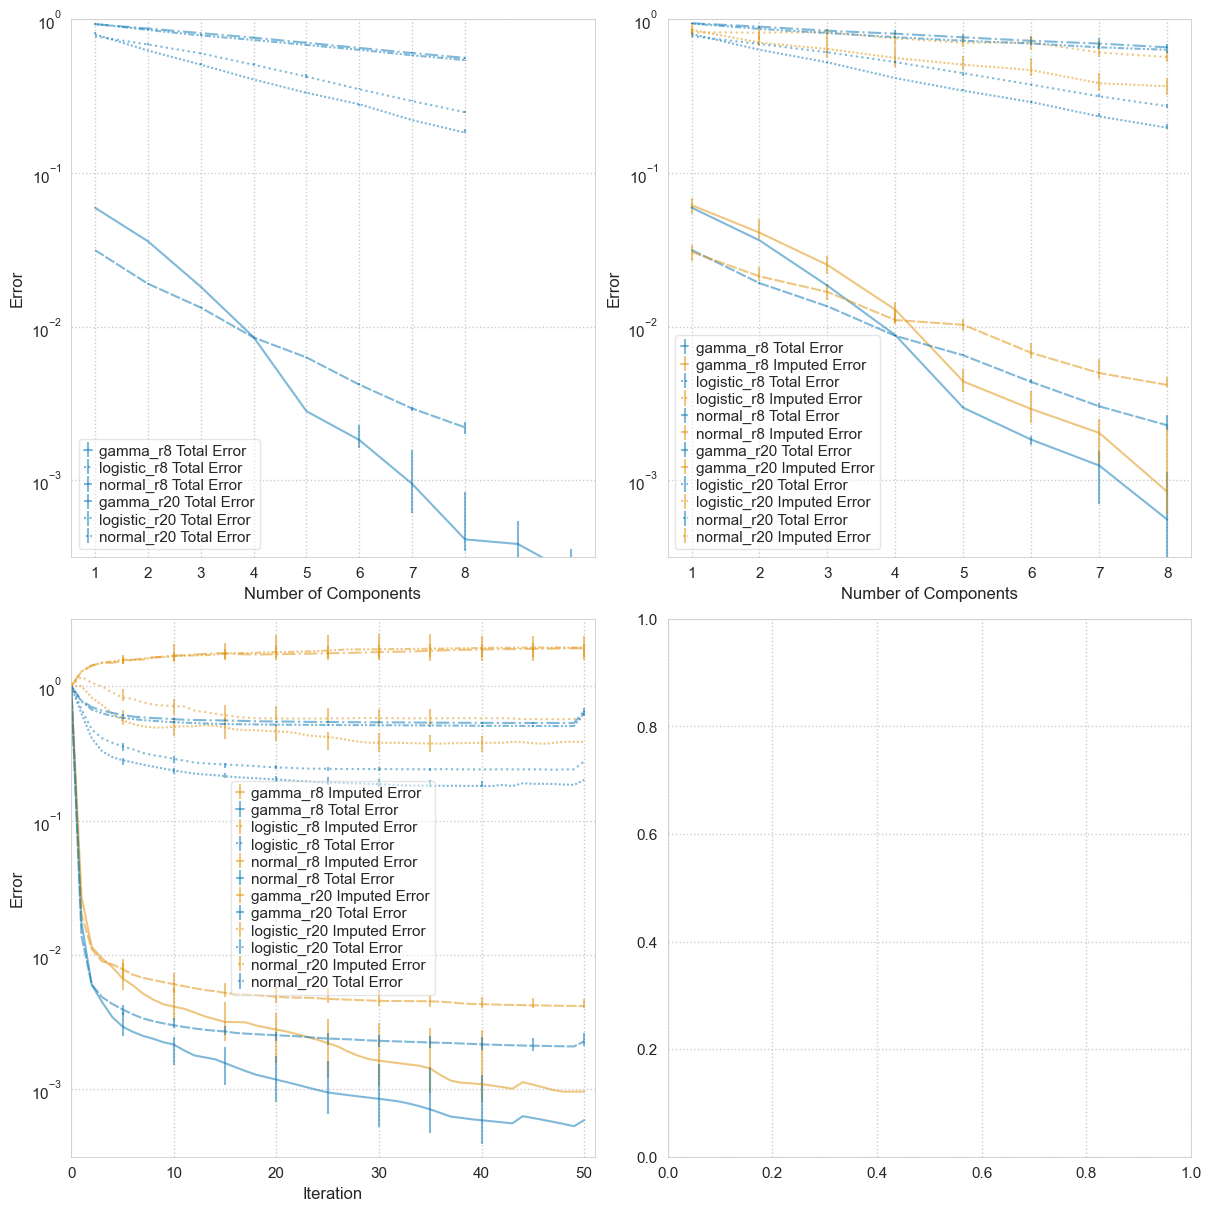 10^0
10^-1
10^-2
10^-3
Error
1 2 3 4 5 6 7 8
Number of Components
gamma_r8 Total Error
logistic_r8 Total Error
normal_r8 Total Error
gamma_r20 Total Error
logistic_r20 Total Error
normal_r20 Total Error
10^0
10^-1
10^-2
10^-3
Error
1 2 3 4 5 6 7 8
Number of Components
gamma_r8 Total Error
gamma_r8 Imputed Error
logistic_r8 Total Error
logistic_r8 Imputed Error
normal_r8 Total Error
normal_r8 Imputed Error
gamma_r20 Total Error
gamma_r20 Imputed Error
logistic_r20 Total Error
logistic_r20 Imputed Error
normal_r20 Total Error
normal_r20 Imputed Error
10^0
10^-1
10^-2
10^-3
Error
0 10 20 30 40 50
Iteration
gamma_r8 Imputed Error
gamma_r8 Total Error
logistic_r8 Imputed Error
logistic_r8 Total Error
normal_r8 Imputed Error
normal_r8 Total Error
gamma_r20 Imputed Error
gamma_r20 Total Error
logistic_r20 Imputed Error
logistic_r20 Total Error
normal_r20 Imputed Error
normal_r20 Total Error
1.0
0.8
0.6
0.4
0.2
0.0
0.0 0.2 0.4 0.6 0.8 1.0